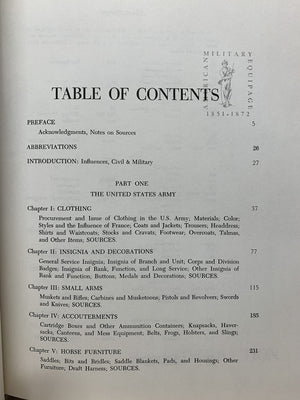 AMERICAN MILITARY EQUIPAGE
1851-1872
TABLE OF CONTENTS
PREFACE 5
Acknowledgments, Notes on Sources
ABBREVIATIONS 26
INTRODUCTION: Influences, Civil & Military 27
PART ONE
THE UNITED STATES ARMY
Chapter I: CLOTHING 37
Procurement and Issue of Clothing in the U.S. Army; Materials; Color;
Styles and the Influence of France; Coats and Jackets; Trousers; Headdress;
Shirts and Waistcoats; Stocks and Cravats; Footwear; Overcoats, Talmas,
and Other Items; SOURCES.
Chapter II: INSIGNIA AND DECORATIONS 77
General Service Insignia; Insignia of Branch and Unit; Corps and Division
Badges; Insignia of Rank, Function, and Long Service; Other Insignia of
Rank and Function; Buttons; Medals and Decorations; SOURCES.
Chapter III: SMALL ARMS 115
Muskets and Rifles; Carbines and Musketoons; Pistols and Revolvers; Swords
and Knives; SOURCES.
Chapter IV: ACCOUTERMENTS 185
Cartridge Boxes and Other Ammunition Containers; Knapsacks, Haver-
sacks, Canteens, and Mess Equipment; Belts, Frogs, Holsters, and Slings;
SOURCES.
Chapter V: HORSE FURNITURE 231
Saddles; Bits and Bridles; Saddle Blankets, Pads, and Housings; Other
Furniture; Draft Harness; SOURCES.